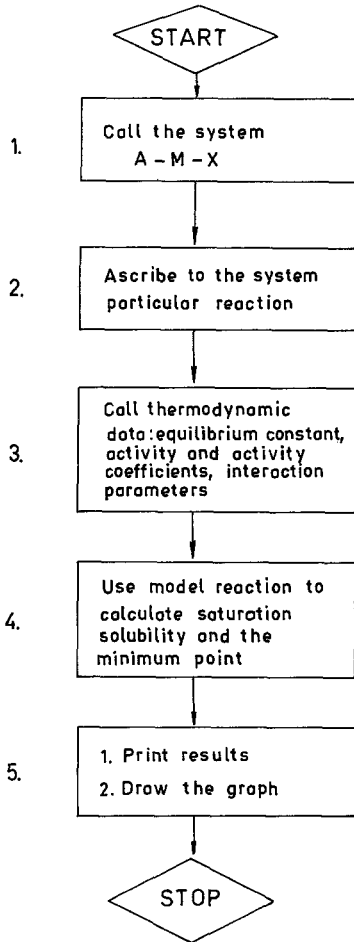 START
1.
Call the system
A - M - X
2.
Ascribe to the system
particular reaction
3.
Call thermodynamic
data: equilibrium constant,
activity and activity
coefficients, interaction
parameters
4.
Use model reaction to
calculate saturation
solubility and the
minimum point
5.
1. Print results
2. Draw the graph
STOP